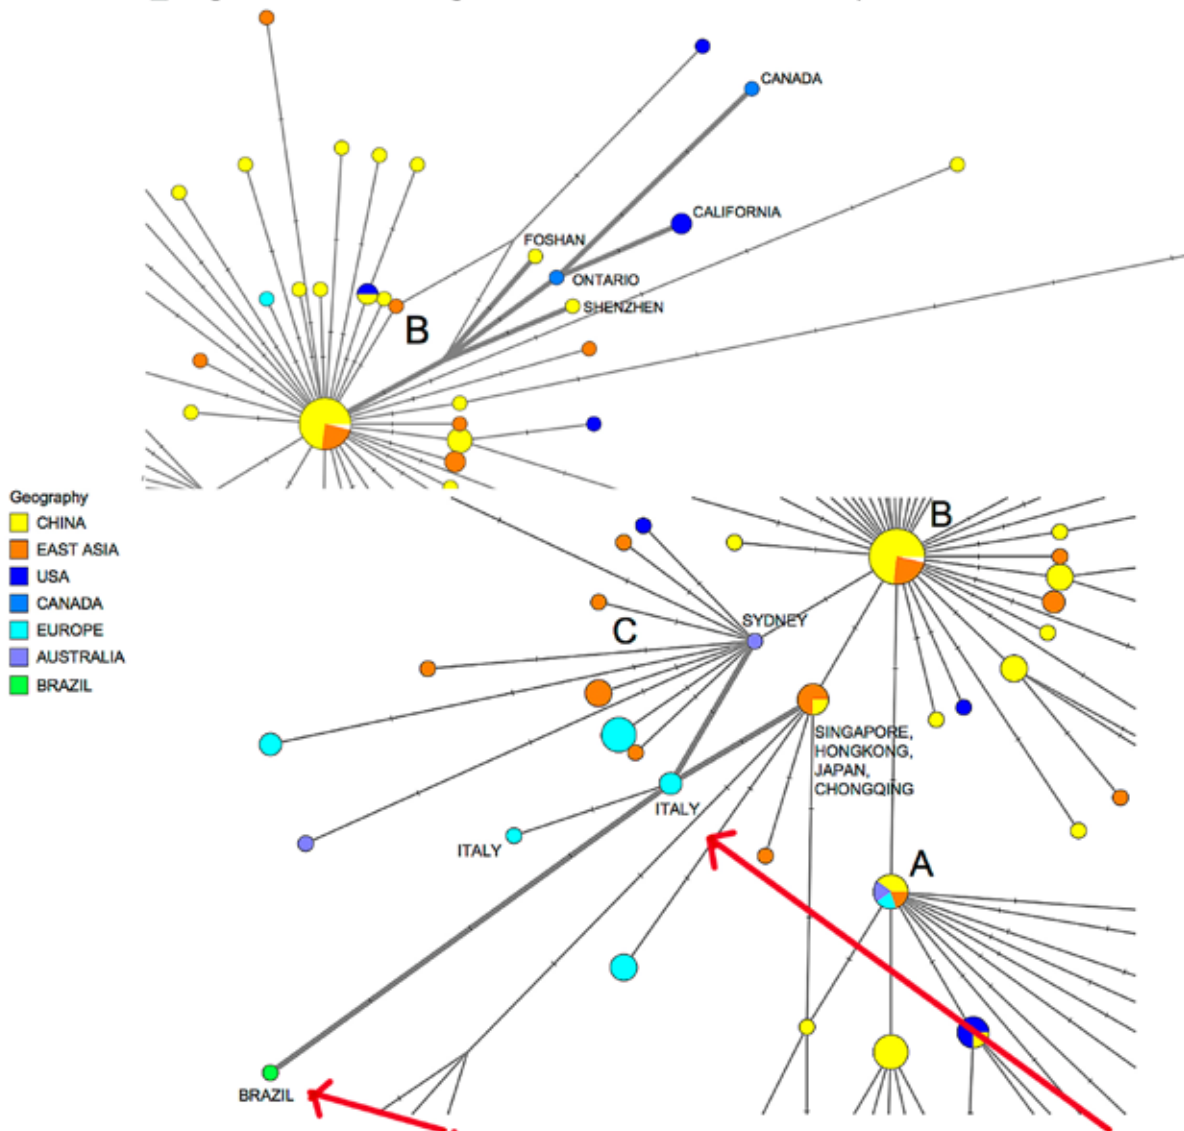 CANADA
CALIFORNIA
FOSHAN
ONTARIO
SHENZHEN
B
Geography
CHINA
EAST ASIA
USA
CANADA
EUROPE
AUSTRALIA
BRAZIL
B
SYDNEY
C
SINGAPORE,
HONGKONG,
JAPAN,
CHONGQING
ITALY
ITALY
A
BRAZIL